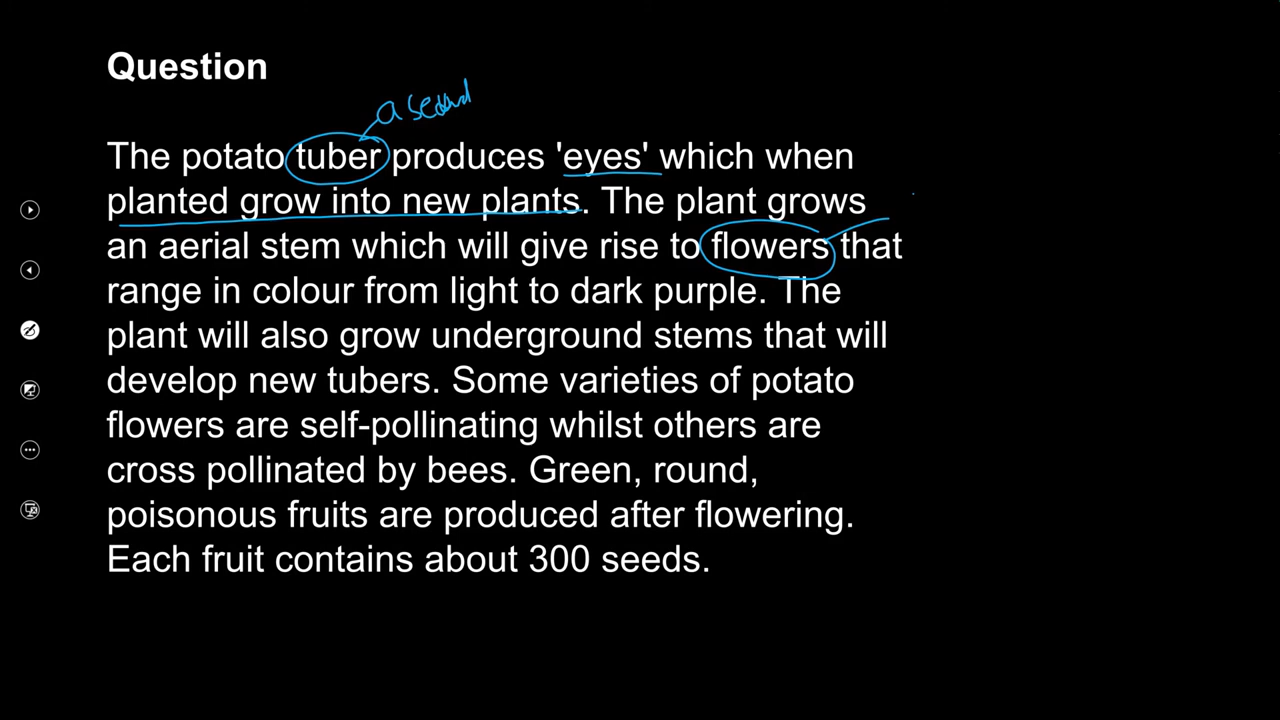 Question
The potato tuber produces 'eyes' which when
planted grow into new plants. The plant grows
an aerial stem which will give rise to flowers that
range in colour from light to dark purple. The
plant will also grow underground stems that will
develop new tubers. Some varieties of potato
flowers are self-pollinating whilst others are
cross pollinated by bees. Green, round,
poisonous fruits are produced after flowering.
Each fruit contains about 300 seeds.